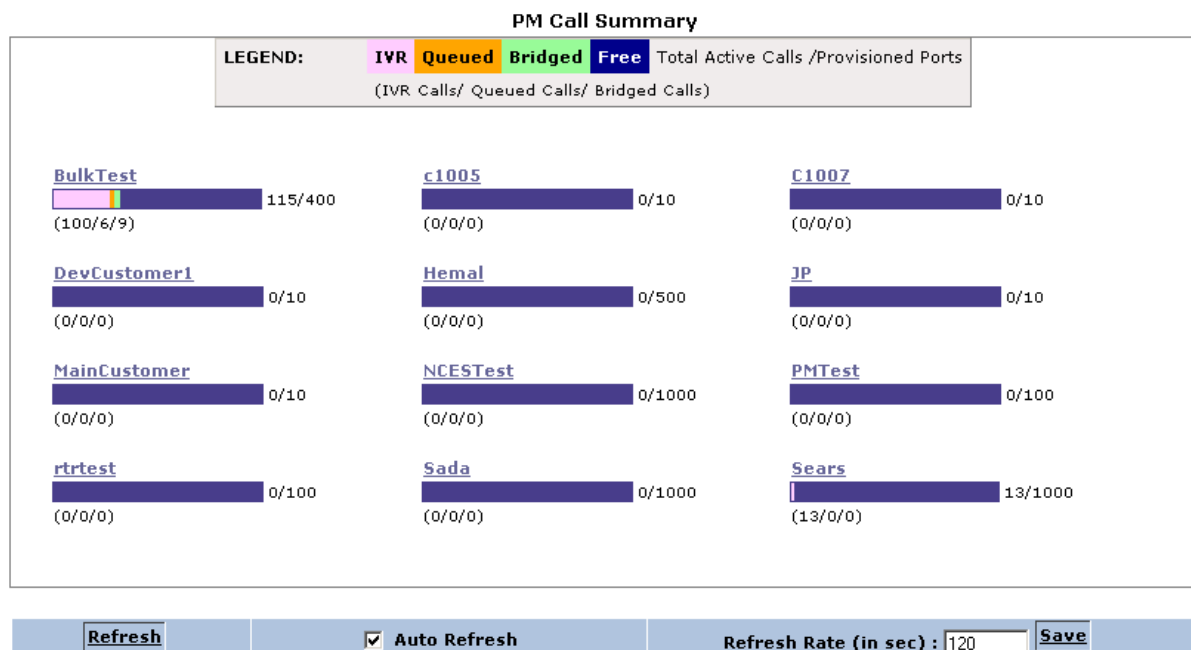 PM Call Summary
LEGEND: IVR Queued Bridged Free Total Active Calls /Provisioned Ports
(IVR Calls/ Queued Calls/ Bridged Calls)
BulkTest c1005 C1007
115/400 0/10 0/10
(100/6/9) (0/0/0) (0/0/0)
DevCustomer1 Hemal JP
0/10 0/500 0/10
(0/0/0) (0/0/0) (0/0/0)
MainCustomer NCESTest PMTest
0/10 0/1000 0/100
(0/0/0) (0/0/0) (0/0/0)
rtrtest Sada Sears
0/100 0/1000 13/1000
(0/0/0) (0/0/0) (13/0/0)
Refresh Auto Refresh Refresh Rate (in sec) : 120 Save